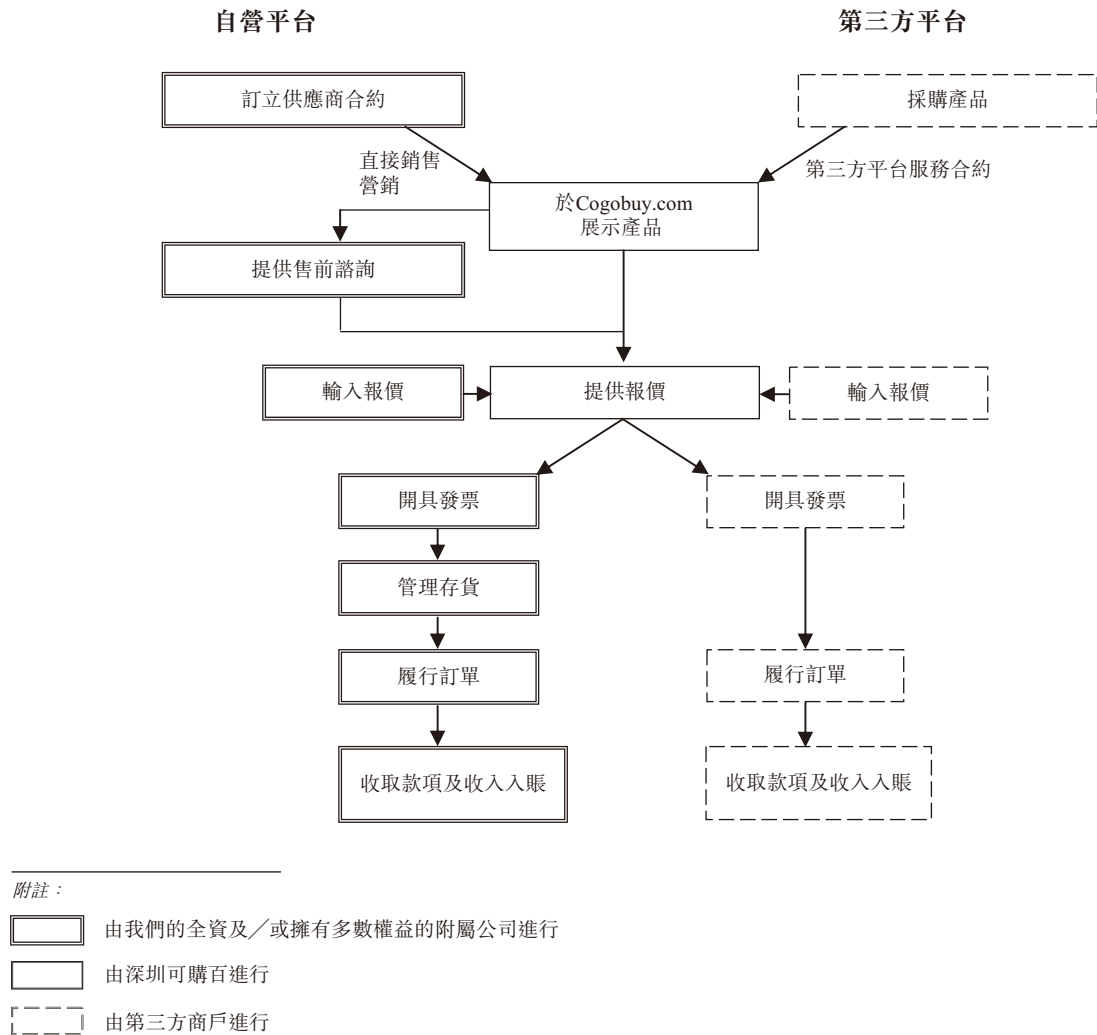 自營平台
第三方平台
訂立供應商合約
採購產品
直接銷售
營銷
第三方平台服務合約
於Cogobuy.com
展示產品
提供售前諮詢
輸入報價
提供報價
輸入報價
開具發票
開具發票
管理存貨
履行訂單
履行訂單
收取款項及收入入賬
收取款項及收入入賬
附註：
由我們的全資及／或擁有多數權益的附屬公司進行
由深圳可購百進行
由第三方商戶進行